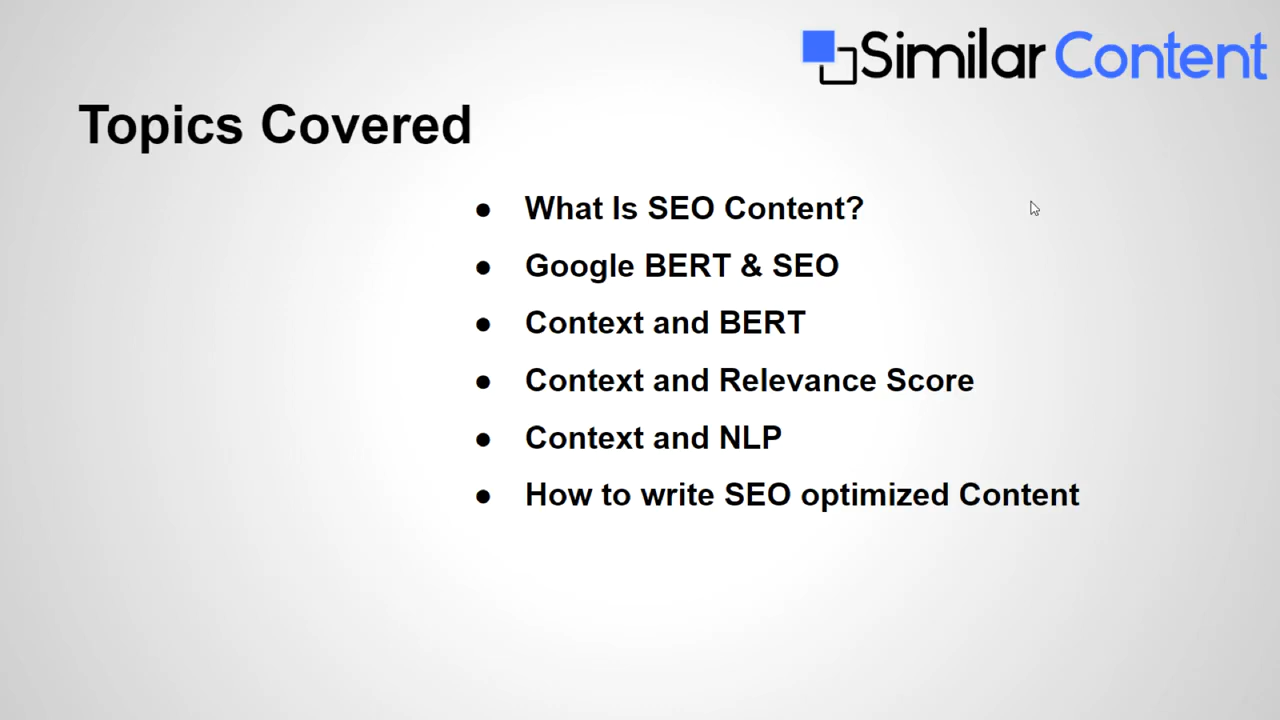 Similar Content
Topics Covered
● What Is SEO Content?
● Google BERT & SEO
● Context and BERT
● Context and Relevance Score
● Context and NLP
● How to write SEO optimized Content